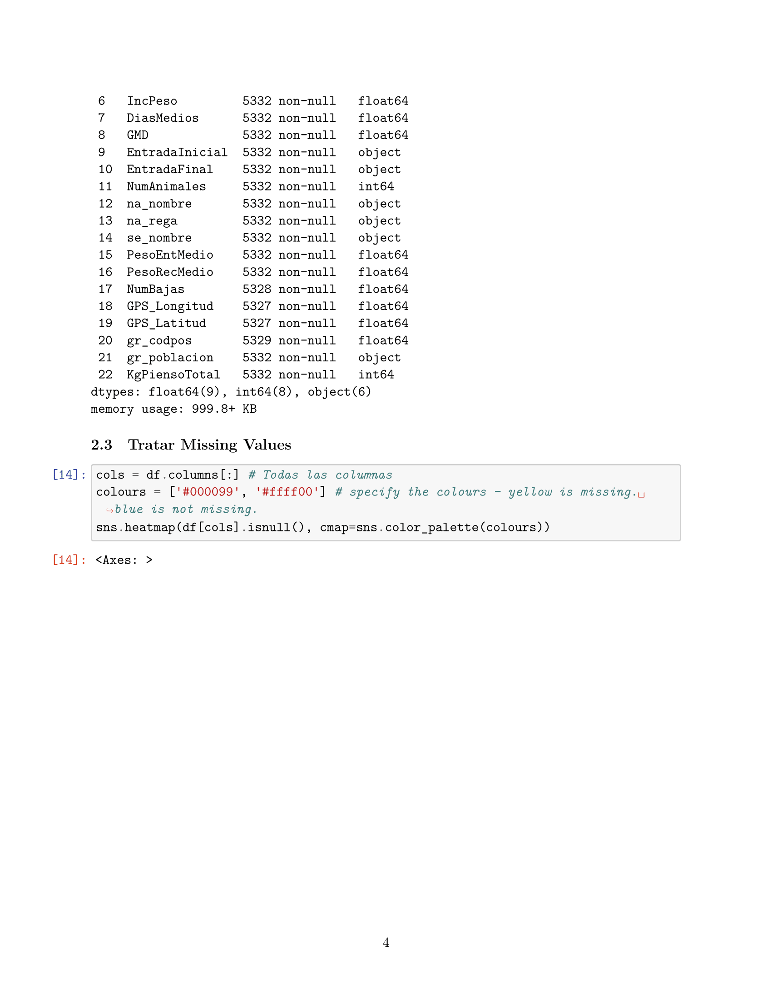 6   IncPeso         5332 non-null   float64
7   DiasMedios      5332 non-null   float64
8   GMD             5332 non-null   float64
9   EntradaInicial  5332 non-null   object
10  EntradaFinal    5332 non-null   object
11  NumAnimales     5332 non-null   int64
12  na_nombre       5332 non-null   object
13  na_rega         5332 non-null   object
14  se_nombre       5332 non-null   object
15  PesoEntMedio    5332 non-null   float64
16  PesoRecMedio    5332 non-null   float64
17  NumBajas        5328 non-null   float64
18  GPS_Longitud    5327 non-null   float64
19  GPS_Latitud     5327 non-null   float64
20  gr_codpos       5329 non-null   float64
21  gr_poblacion    5332 non-null   object
22  KgPiensoTotal   5332 non-null   int64
dtypes: float64(9), int64(8), object(6)
memory usage: 999.8+ KB
2.3 Tratar Missing Values
[14]: cols = df.columns[:] # Todas las columnas
colours = ['#000099', '#ffff00'] # specify the colours - yellow is missing.␣
↪blue is not missing.
sns.heatmap(df[cols].isnull(), cmap=sns.color_palette(colours))
[14]: <Axes: >
4